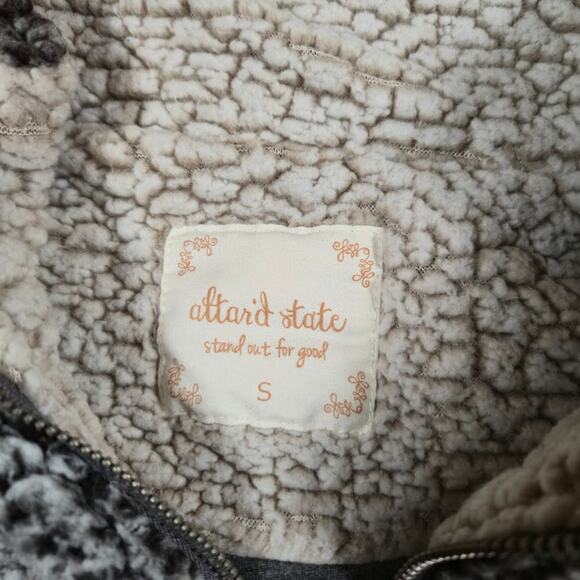 altar'd state
stand out for good
S